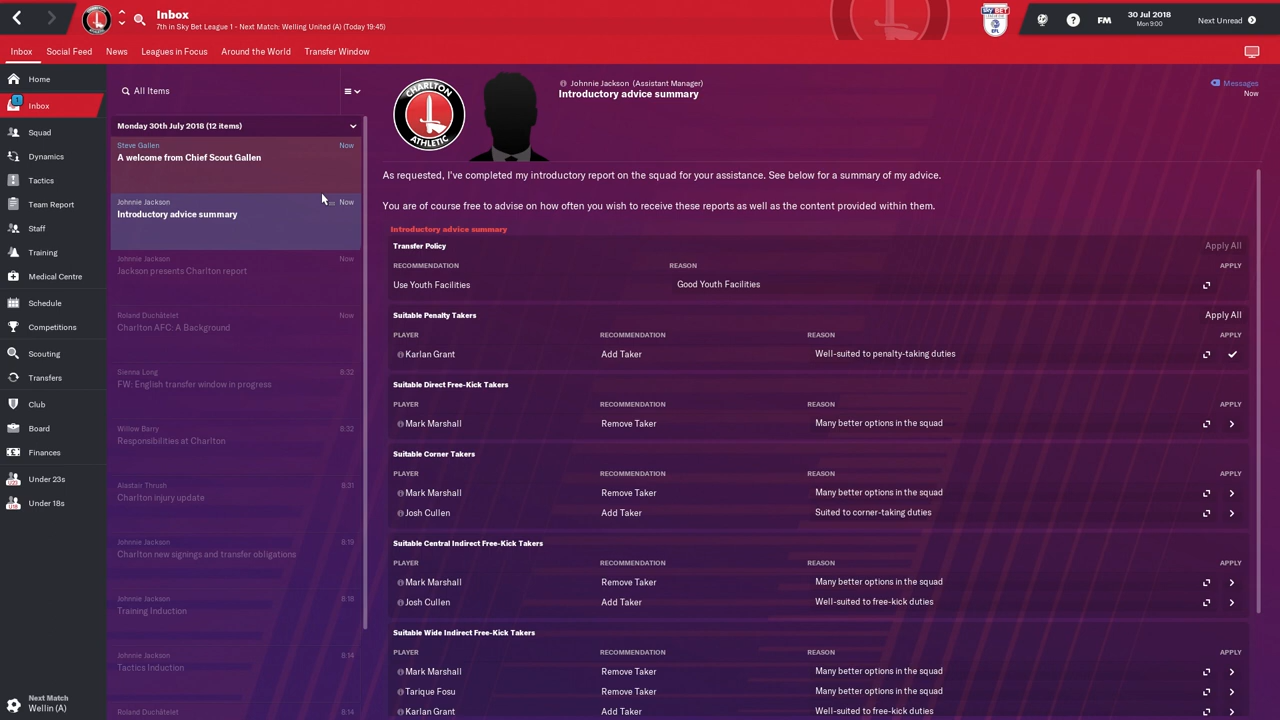 Inbox
7th in Sky Bet League 1 - Next Match: Welling United (A) (Today 19:45)
SKY BET
EFL
FM
30 Jul 2018
Mon 9:00
Next Unread
Inbox Social Feed News Leagues in Focus Around the World Transfer Window
Home
1
Inbox
Squad
Dynamics
Tactics
Team Report
Staff
Training
Medical Centre
Schedule
Competitions
Scouting
Transfers
Club
Board
Finances
U23
Under 23s
U18
Under 18s
Next Match
Wellin (A)
All Items
Monday 30th July 2018 (12 items)
Steve Gallen Now
A welcome from Chief Scout Gallen
Johnnie Jackson Now
Introductory advice summary
Johnnie Jackson Now
Jackson presents Charlton report
Roland Duchâtelet Now
Charlton AFC: A Background
Sienna Long 8:32
FW: English transfer window in progress
Willow Barry 8:32
Responsibilities at Charlton
Alastair Thrush 8:31
Charlton injury update
Johnnie Jackson 8:19
Charlton new signings and transfer obligations
Johnnie Jackson 8:18
Training Induction
Johnnie Jackson 8:14
Tactics Induction
Roland Duchâtelet 8:14
CHARLTON ATHLETIC
Johnnie Jackson (Assistant Manager)
Introductory advice summary
Messages
Now
As requested, I've completed my introductory report on the squad for your assistance. See below for a summary of my advice.
You are of course free to advise on how often you wish to receive these reports as well as the content provided within them.
Introductory advice summary
Transfer Policy Apply All
RECOMMENDATION REASON APPLY
Use Youth Facilities Good Youth Facilities
Suitable Penalty Takers Apply All
PLAYER RECOMMENDATION REASON APPLY
Karlan Grant Add Taker Well-suited to penalty-taking duties
Suitable Direct Free-Kick Takers
PLAYER RECOMMENDATION REASON APPLY
Mark Marshall Remove Taker Many better options in the squad
Suitable Corner Takers
PLAYER RECOMMENDATION REASON APPLY
Mark Marshall Remove Taker Many better options in the squad
Josh Cullen Add Taker Suited to corner-taking duties
Suitable Central Indirect Free-Kick Takers
PLAYER RECOMMENDATION REASON APPLY
Mark Marshall Remove Taker Many better options in the squad
Josh Cullen Add Taker Well-suited to free-kick duties
Suitable Wide Indirect Free-Kick Takers
PLAYER RECOMMENDATION REASON APPLY
Mark Marshall Remove Taker Many better options in the squad
Tarique Fosu Remove Taker Many better options in the squad
Karlan Grant Add Taker Well-suited to free-kick duties